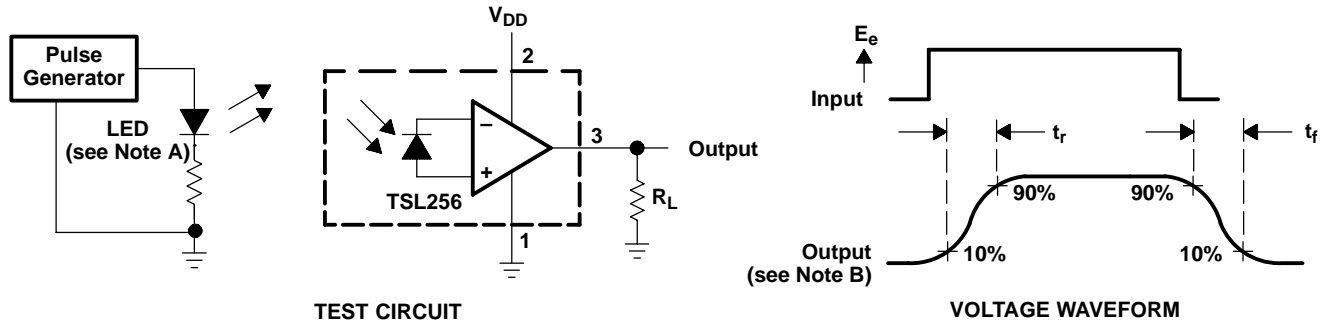 Pulse
Generator
LED
(see Note A)
VDD
2
−
+
TSL256
3
Output
RL
1
TEST CIRCUIT
Ee
Input
tr
tf
90%
90%
10%
10%
Output
(see Note B)
VOLTAGE WAVEFORM